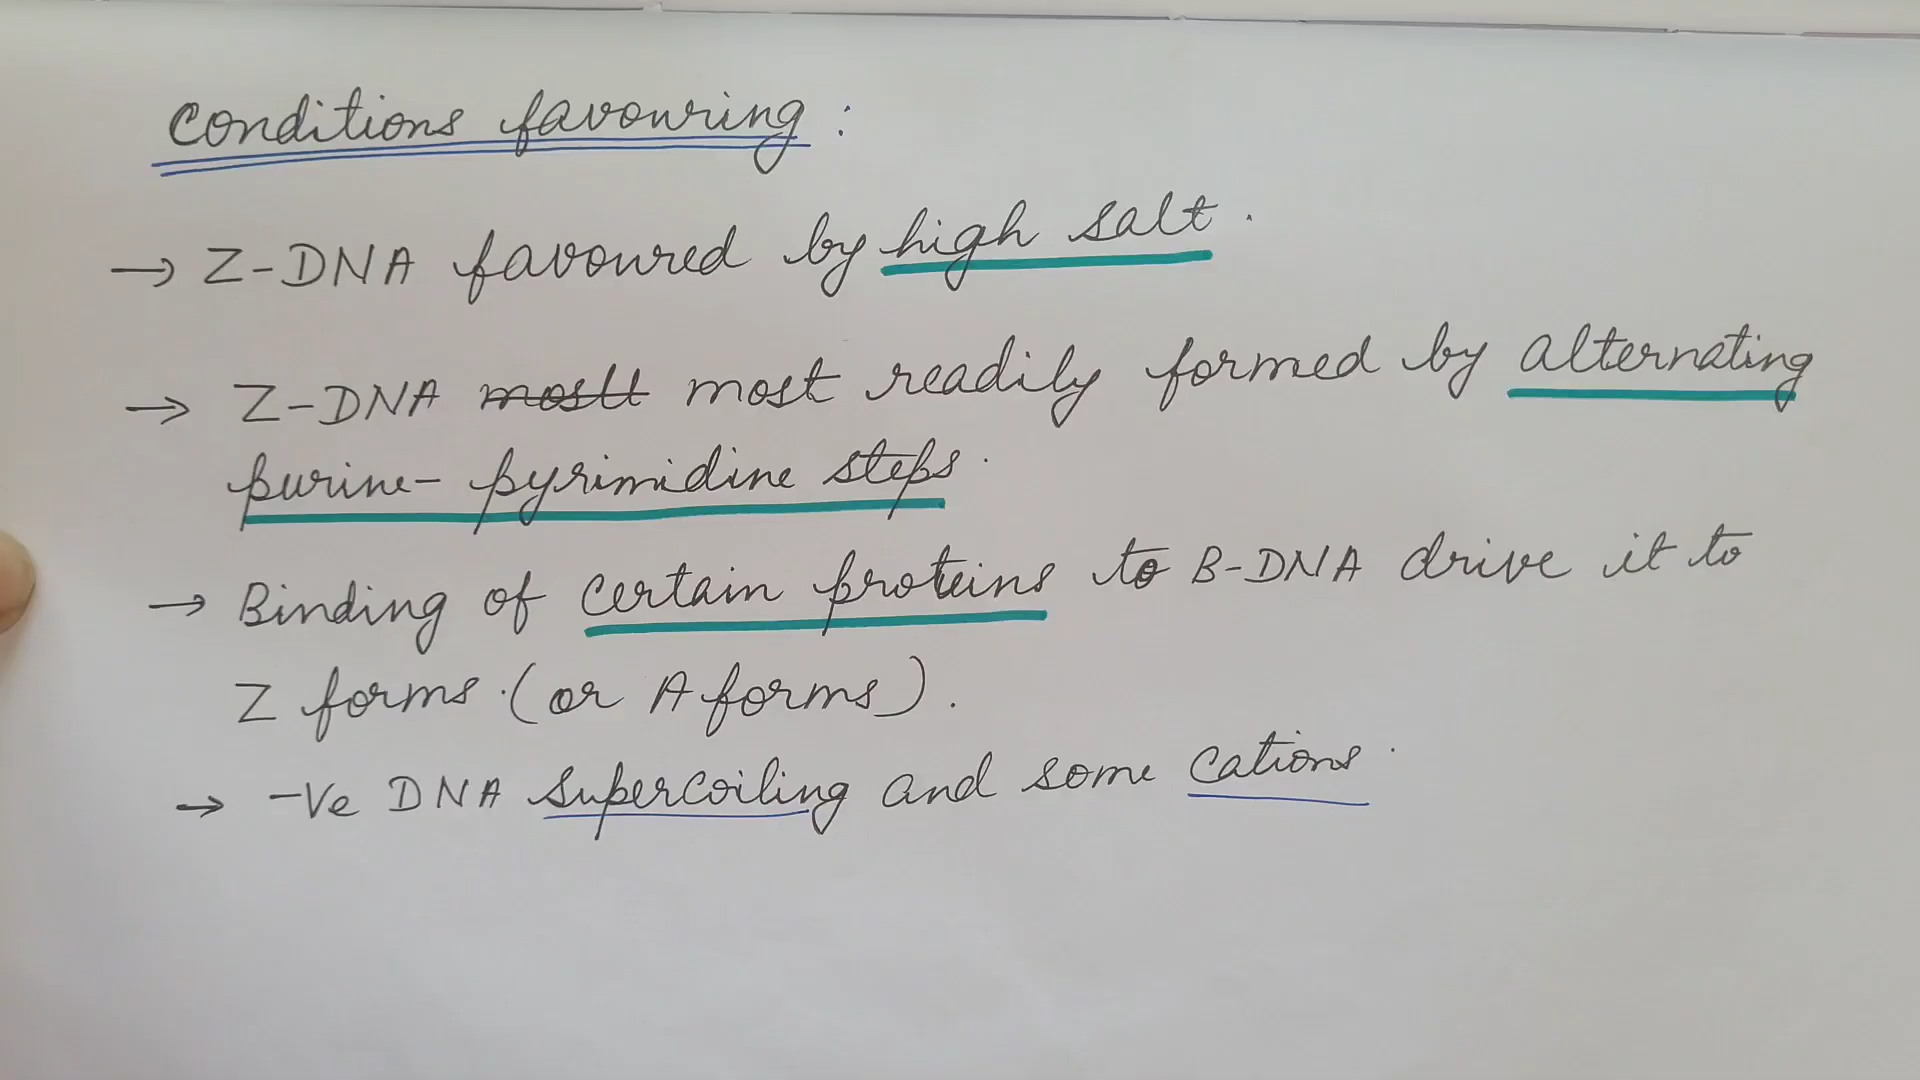 Conditions favouring :
→ Z-DNA favoured by high salt.
→ Z-DNA mostt most readily formed by alternating
purine- pyrimidine steps.
→ Binding of certain proteins to B-DNA drive it to
Z forms. (or A forms).
→ -Ve DNA supercoiling and some cations.